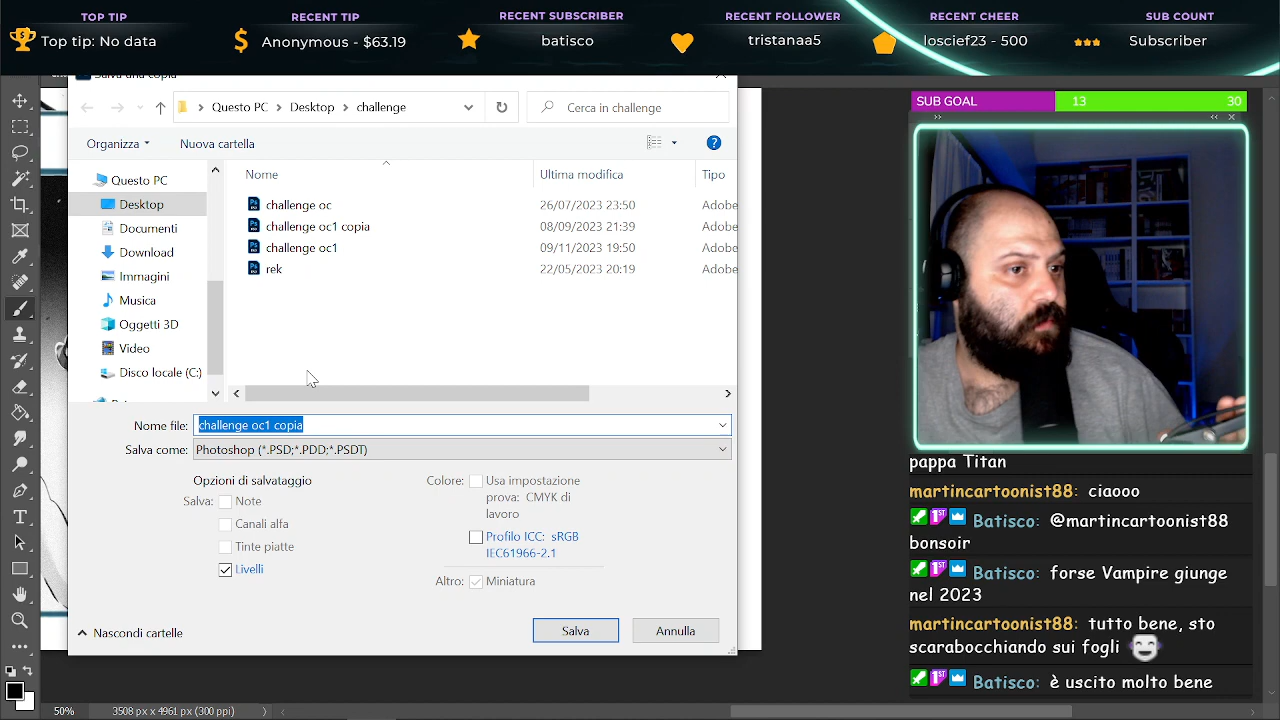 TOP TIP
Top tip: No data
RECENT TIP
Anonymous - $63.19
RECENT SUBSCRIBER
batisco
RECENT FOLLOWER
tristanaa5
RECENT CHEER
loscief23 - 500
SUB COUNT
Subscriber
Salva una copia
Questo PC
Desktop
challenge
Cerca in challenge
Organizza
Nuova cartella
Questo PC
Desktop
Documenti
Download
Immagini
Musica
Oggetti 3D
Video
Disco locale (C:)
Nome
Ultima modifica
Tipo
challenge oc
26/07/2023 23:50
Adobe
challenge oc1 copia
08/09/2023 21:39
Adobe
challenge oc1
09/11/2023 19:50
Adobe
rek
22/05/2023 20:19
Adobe
Nome file: challenge oc1 copia
Salva come: Photoshop (*.PSD;*.PDD;*.PSDT)
Opzioni di salvataggio
Salva: Note
Canali alfa
Tinte piatte
Livelli
Colore: Usa impostazione
prova: CMYK di
lavoro
Profilo ICC: sRGB
IEC61966-2.1
Altro: Miniatura
Nascondi cartelle
Salva
Annulla
50%
3508 px x 4961 px (300 ppi)
SUB GOAL
13
30
pappa Titan
martincartoonist88: ciaooo
1ST Batisco: @martincartoonist88
bonsoir
1ST Batisco: forse Vampire giunge
nel 2023
martincartoonist88: tutto bene, sto
scarabocchiando sui fogli
1ST Batisco: è uscito molto bene